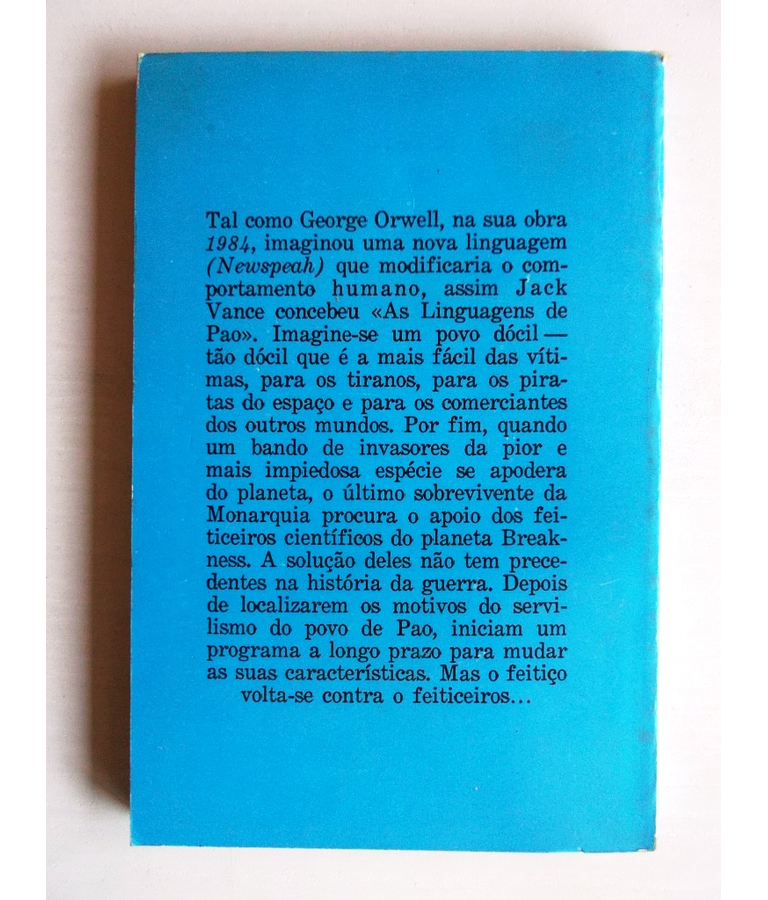 Tal como George Orwell, na sua obra
1984, imaginou uma nova linguagem
(Newspeah) que modificaria o com-
portamento humano, assim Jack
Vance concebeu «As Linguagens de
Pao». Imagine-se um povo dócil —
tão dócil que é a mais fácil das víti-
mas, para os tiranos, para os pira-
tas do espaço e para os comerciantes
dos outros mundos. Por fim, quando
um bando de invasores da pior e
mais impiedosa espécie se apodera
do planeta, o último sobrevivente da
Monarquia procura o apoio dos fei-
ticeiros científicos do planeta Break-
ness. A solução deles não tem prece-
dentes na história da guerra. Depois
de localizarem os motivos do servi-
lismo do povo de Pao, iniciam um
programa a longo prazo para mudar
as suas características. Mas o feitiço
volta-se contra o feiticeiros...